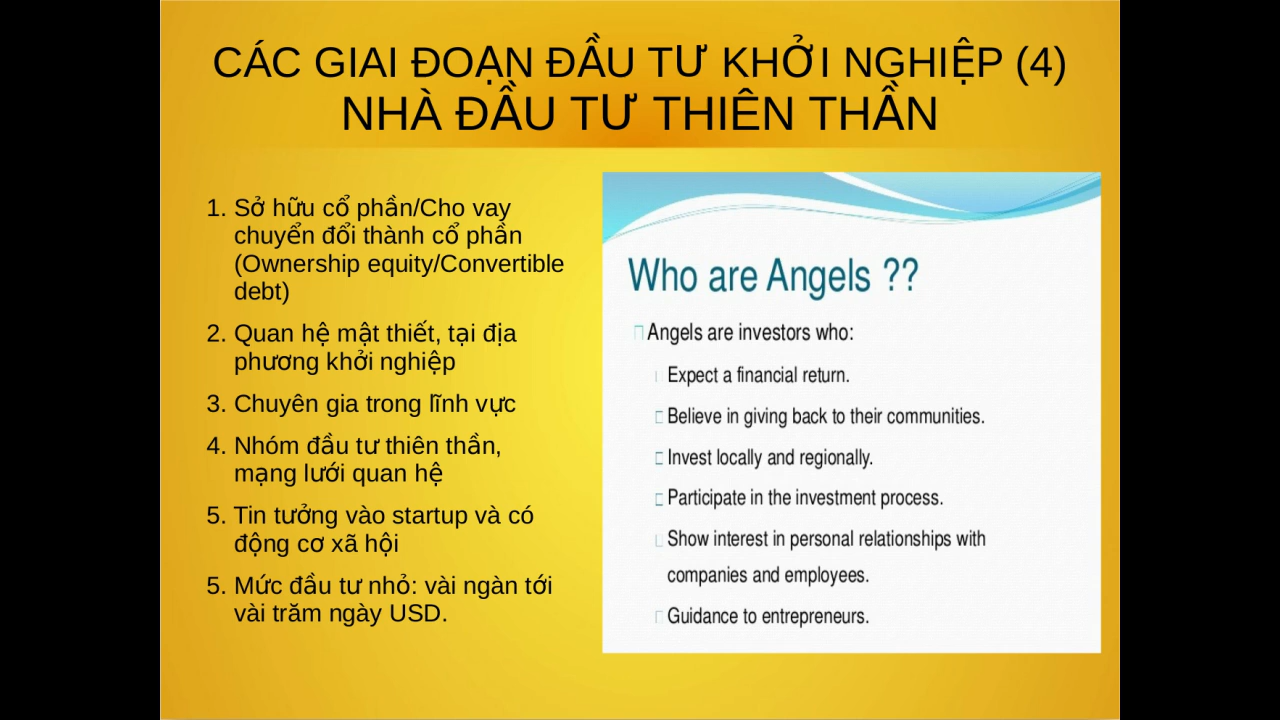 CÁC GIAI ĐOẠN ĐẦU TƯ KHỞI NGHIỆP (4)
NHÀ ĐẦU TƯ THIÊN THẦN
1. Sở hữu cổ phần/Cho vay
chuyển đổi thành cổ phần
(Ownership equity/Convertible
debt)
2. Quan hệ mật thiết, tại địa
phương khởi nghiệp
3. Chuyên gia trong lĩnh vực
4. Nhóm đầu tư thiên thần,
mạng lưới quan hệ
5. Tin tưởng vào startup và có
động cơ xã hội
5. Mức đầu tư nhỏ: vài ngàn tới
vài trăm ngày USD.
Who are Angels ??
Angels are investors who:
Expect a financial return.
Believe in giving back to their communities.
Invest locally and regionally.
Participate in the investment process.
Show interest in personal relationships with
companies and employees.
Guidance to entrepreneurs.